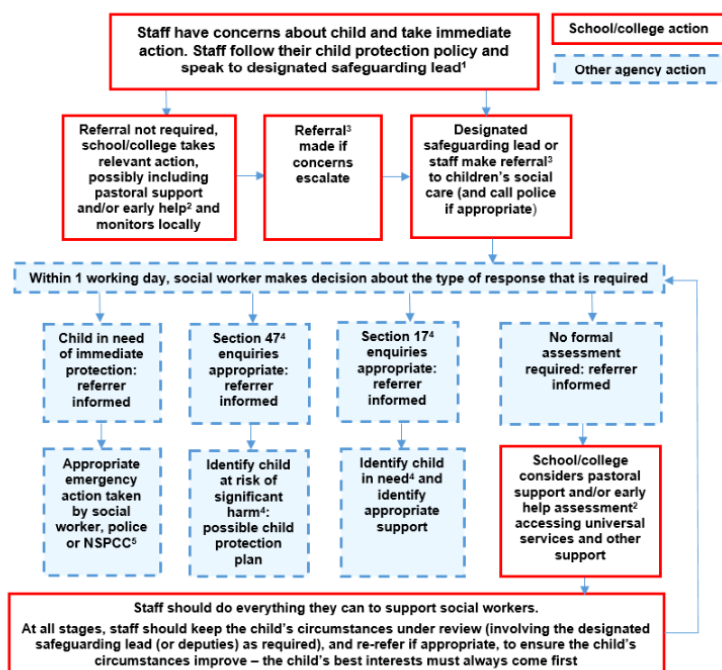 Staff have concerns about child and take immediate
action. Staff follow their child protection policy and
speak to designated safeguarding lead¹
School/college action
Other agency action
Referral not required,
school/college takes
relevant action,
possibly including
pastoral support
and/or early help² and
monitors locally
Referral³
made if
concerns
escalate
Designated
safeguarding lead or
staff make referral³
to children's social
care (and call police
if appropriate)
Within 1 working day, social worker makes decision about the type of response that is required
Child in need
of immediate
protection:
referrer
informed
Section 47⁴
enquiries
appropriate:
referrer
informed
Section 17⁴
enquiries
appropriate:
referrer
informed
No formal
assessment
required: referrer
informed
Appropriate
emergency
action taken
by social
worker, police
or NSPCC⁵
Identify child
at risk of
significant
harm⁴:
possible child
protection
plan
Identify child
in need⁴ and
identify
appropriate
support
School/college
considers pastoral
support and/or early
help assessment²
accessing universal
services and other
support
Staff should do everything they can to support social workers.
At all stages, staff should keep the child's circumstances under review (involving the designated
safeguarding lead (or deputies) as required), and re-refer if appropriate, to ensure the child's
circumstances improve – the child's best interests must always come first